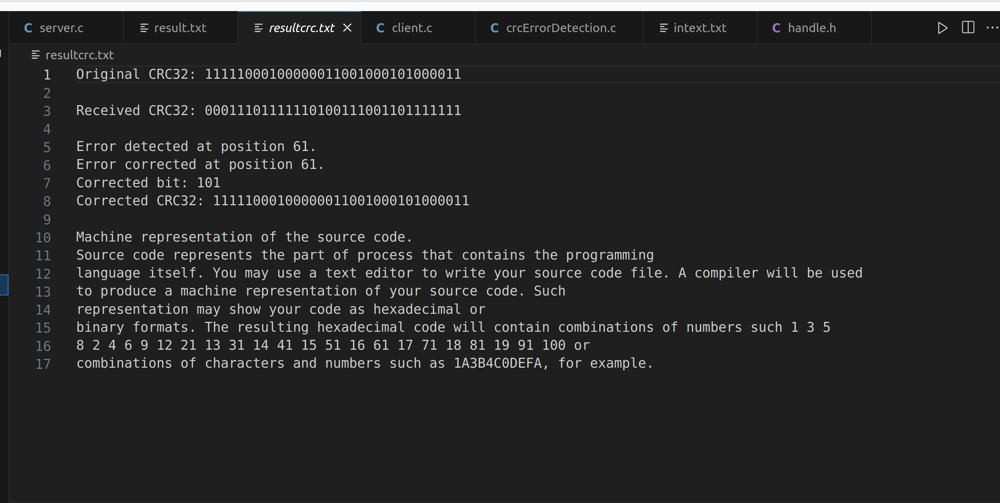 server.c
result.txt
resultcrc.txt
client.c
crcErrorDetection.c
intext.txt
handle.h
resultcrc.txt
1 Original CRC32: 11111000100000011001000101000011
2
3 Received CRC32: 00011101111110100111001101111111
4
5 Error detected at position 61.
6 Error corrected at position 61.
7 Corrected bit: 101
8 Corrected CRC32: 11111000100000011001000101000011
9
10 Machine representation of the source code.
11 Source code represents the part of process that contains the programming
12 language itself. You may use a text editor to write your source code file. A compiler will be used
13 to produce a machine representation of your source code. Such
14 representation may show your code as hexadecimal or
15 binary formats. The resulting hexadecimal code will contain combinations of numbers such 1 3 5
16 8 2 4 6 9 12 21 13 31 14 41 15 51 16 61 17 71 18 81 19 91 100 or
17 combinations of characters and numbers such as 1A3B4C0DEFA, for example.